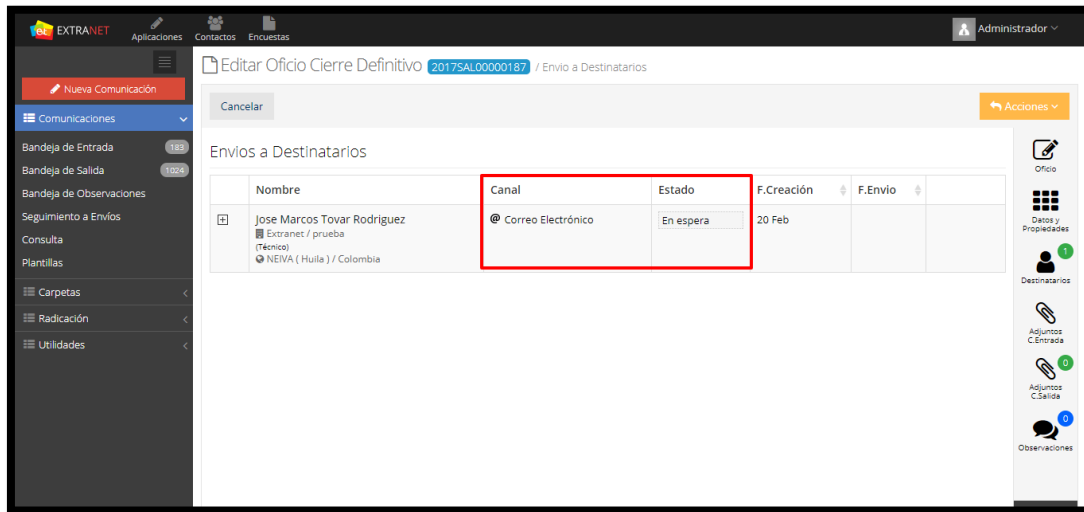 EXTRANET
Aplicaciones
Contactos
Encuestas
Administrador
Editar Oficio Cierre Definitivo 2017SAL00000187 / Envio a Destinatarios
Nueva Comunicación
Comunicaciones
Bandeja de Entrada 183
Bandeja de Salida 1024
Bandeja de Observaciones
Seguimiento a Envíos
Consulta
Plantillas
Carpetas
Radicación
Utilidades
Cancelar
Acciones
Envios a Destinatarios
Nombre Canal Estado F.Creación F.Envio
Jose Marcos Tovar Rodriguez @ Correo Electrónico En espera 20 Feb
Extranet / prueba
(Técnico)
NEIVA ( Huila ) / Colombia
Oficio
Datos y
Propiedades
1
Destinatarios
Adjuntos
C.Entrada
0
Adjuntos
C.Salida
0
Observaciones